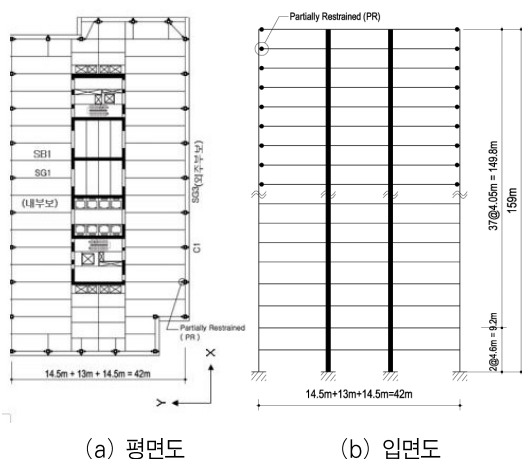 SB1
SG1
(내부보)
SG3(외주부보)
C1
Partially Restrained
( PR )
X
Y
14.5m + 13m + 14.5m = 42m
(a) 평면도
Partially Restrained (PR)
37@4.05m = 149.8m
159m
2@4.6m = 9.2m
14.5m+13m+14.5m=42m
(b) 입면도